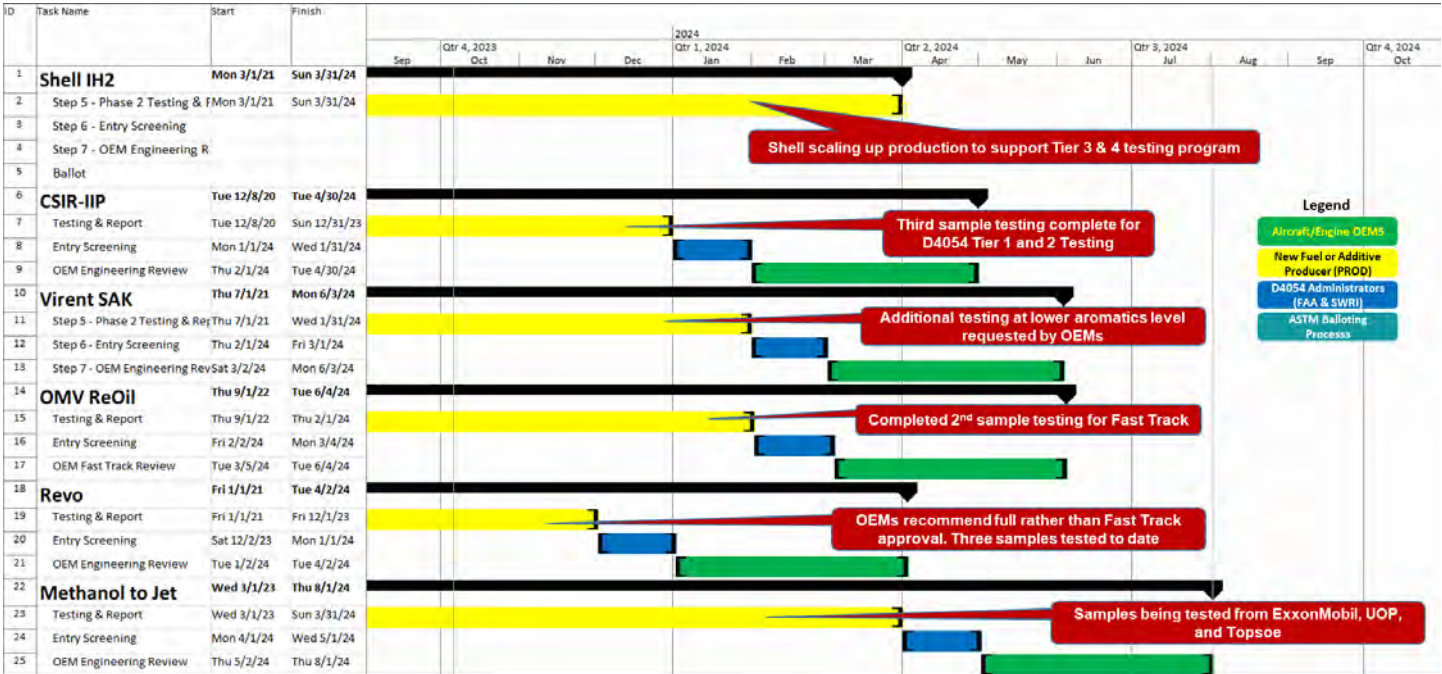 ID Task Name Start Finish
2024
Qtr 4, 2023 Qtr 1, 2024 Qtr 2, 2024 Qtr 3, 2024 Qtr 4, 2024
Sep Oct Nov Dec Jan Feb Mar Apr May Jun Jul Aug Sep Oct
1 Shell IH2 Mon 3/1/21 Sun 3/31/24
2 Step 5 - Phase 2 Testing & F Mon 3/1/21 Sun 3/31/24
3 Step 6 - Entry Screening
4 Step 7 - OEM Engineering R
Shell scaling up production to support Tier 3 & 4 testing program
5 Ballot
6 CSIR-IIP Tue 12/8/20 Tue 4/30/24
7 Testing & Report Tue 12/8/20 Sun 12/31/23
Third sample testing complete for
D4054 Tier 1 and 2 Testing
8 Entry Screening Mon 1/1/24 Wed 1/31/24
9 OEM Engineering Review Thu 2/1/24 Tue 4/30/24
10 Virent SAK Thu 7/1/21 Mon 6/3/24
11 Step 5 - Phase 2 Testing & Rep Thu 7/1/21 Wed 1/31/24
Additional testing at lower aromatics level
requested by OEMs
12 Step 6 - Entry Screening Thu 2/1/24 Fri 3/1/24
13 Step 7 - OEM Engineering Rev Sat 3/2/24 Mon 6/3/24
14 OMV ReOil Thu 9/1/22 Tue 6/4/24
15 Testing & Report Thu 9/1/22 Thu 2/1/24
Completed 2nd sample testing for Fast Track
16 Entry Screening Fri 2/2/24 Mon 3/4/24
17 OEM Fast Track Review Tue 3/5/24 Tue 6/4/24
18 Revo Fri 1/1/21 Tue 4/2/24
19 Testing & Report Fri 1/1/21 Fri 12/1/23
OEMs recommend full rather than Fast Track
approval. Three samples tested to date
20 Entry Screening Sat 12/2/23 Mon 1/1/24
21 OEM Engineering Review Tue 1/2/24 Tue 4/2/24
22 Methanol to Jet Wed 3/1/23 Thu 8/1/24
23 Testing & Report Wed 3/1/23 Sun 3/31/24
Samples being tested from ExxonMobil, UOP,
and Topsoe
24 Entry Screening Mon 4/1/24 Wed 5/1/24
25 OEM Engineering Review Thu 5/2/24 Thu 8/1/24
Legend
Aircraft/Engine OEMS
New Fuel or Additive
Producer (PROD)
D4054 Administrators
(FAA & SWRI)
ASTM Balloting
Processs